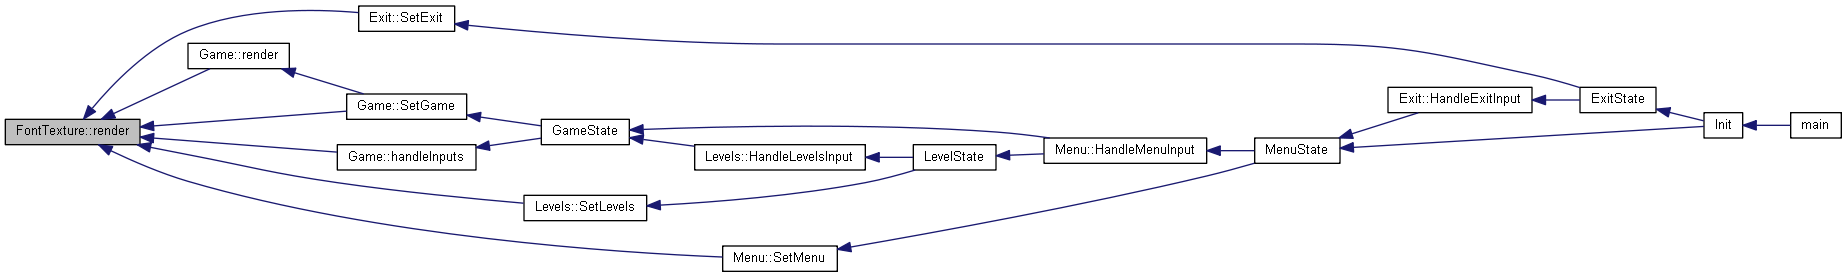 Exit::SetExit
Game::render
Exit::HandleExitInput
ExitState
Game::SetGame
FontTexture::render
GameState
Init
main
Game::handleInputs
Levels::HandleLevelsInput
LevelState
Menu::HandleMenuInput
MenuState
Levels::SetLevels
Menu::SetMenu